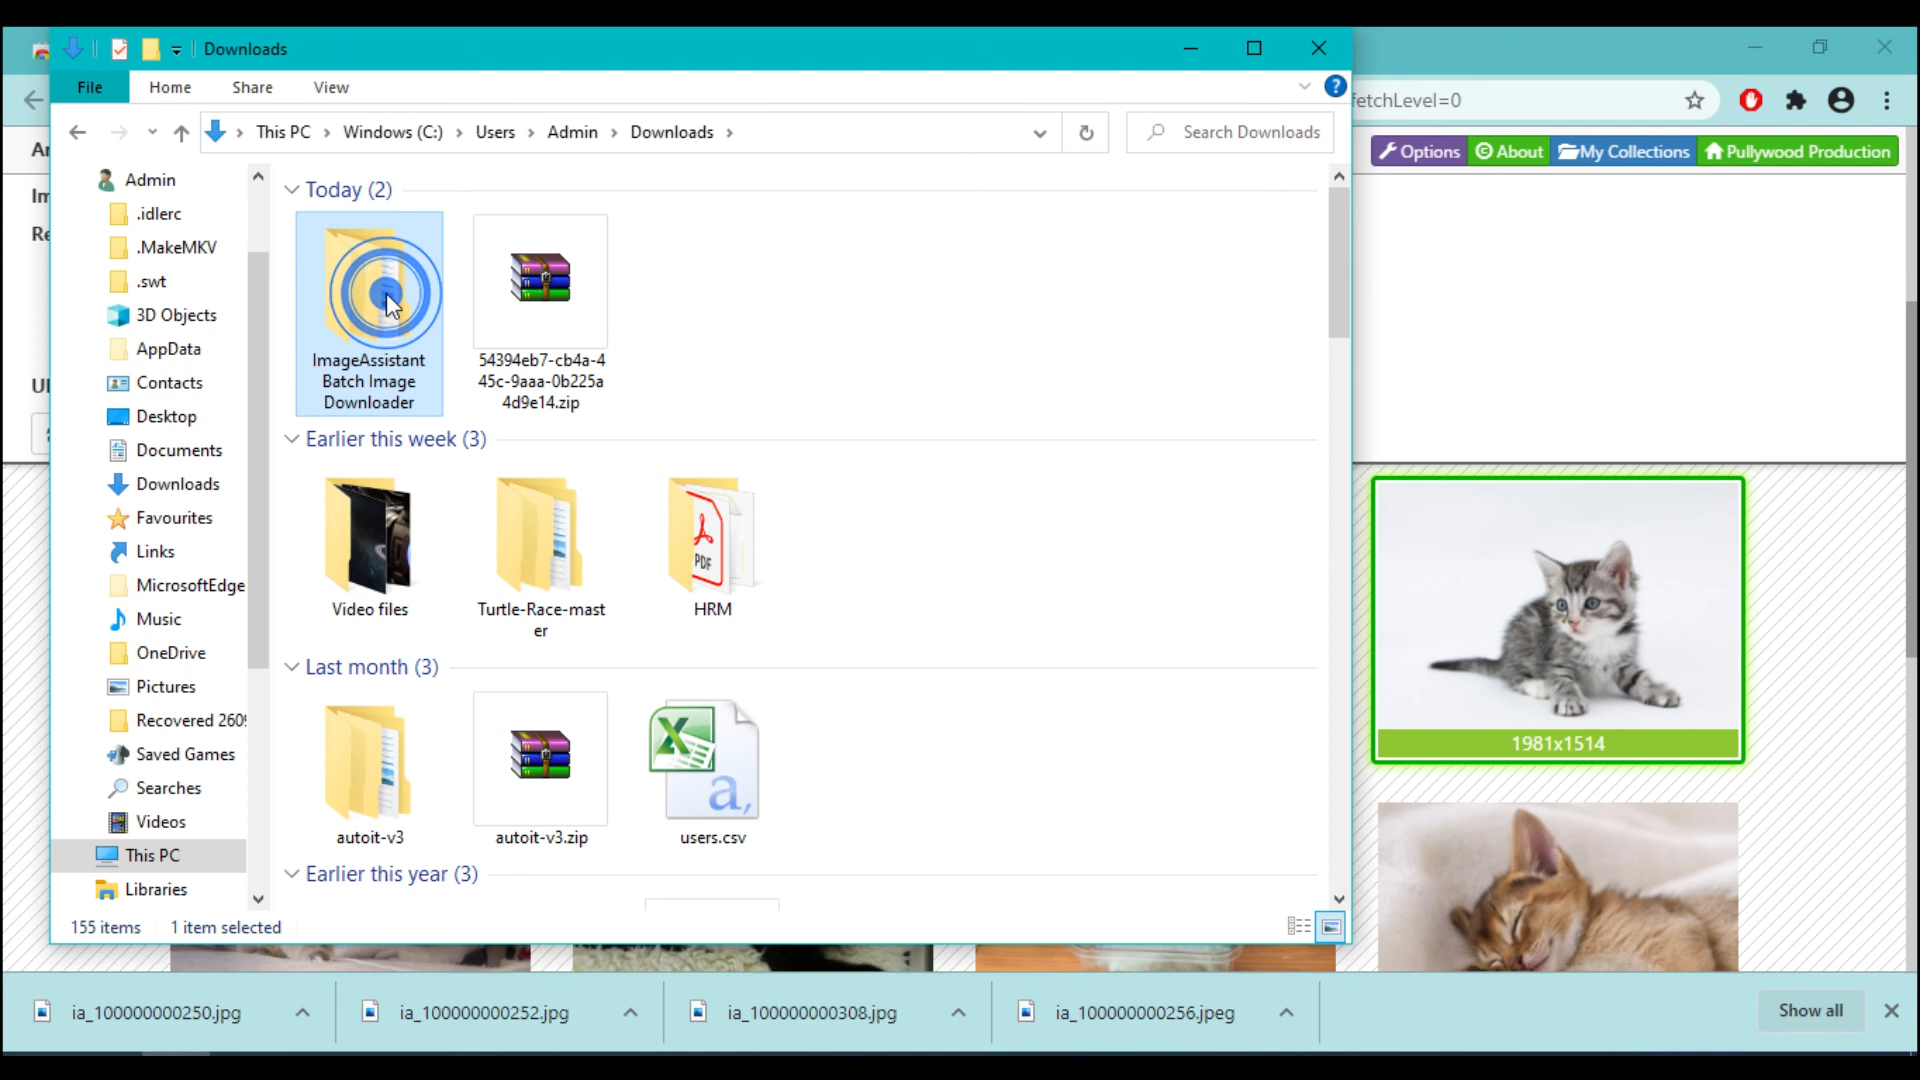 Downloads
File Home Share View
fetchLevel=0
This PC > Windows (C:) > Users > Admin > Downloads >
Search Downloads
Options About My Collections Pullywood Production
Admin
.idlerc
.MakeMKV
.swt
3D Objects
AppData
Contacts
Desktop
Documents
Downloads
Favourites
Links
MicrosoftEdge
Music
OneDrive
Pictures
Recovered 2609
Saved Games
Searches
Videos
This PC
Libraries
Today (2)
ImageAssistant
Batch Image
Downloader
54394eb7-cb4a-4
45c-9aaa-0b225a
4d9e14.zip
Earlier this week (3)
Video files
Turtle-Race-mast
er
HRM
PDF
Last month (3)
autoit-v3
autoit-v3.zip
users.csv
Earlier this year (3)
155 items 1 item selected
1981x1514
ia_100000000250.jpg
ia_100000000252.jpg
ia_100000000308.jpg
ia_100000000256.jpeg
Show all